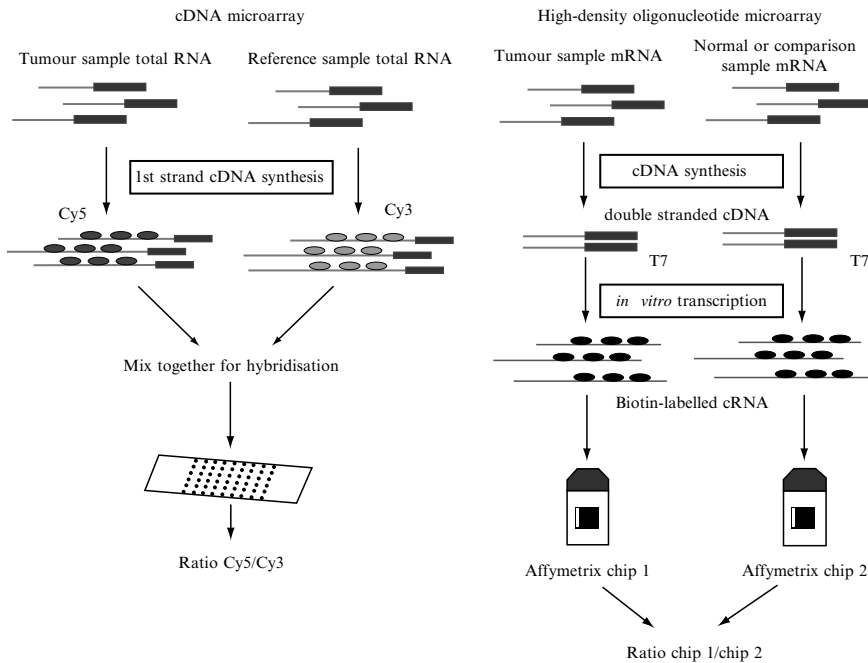 cDNA microarray
Tumour sample total RNA
Reference sample total RNA
1st strand cDNA synthesis
Cy5
Cy3
Mix together for hybridisation
Ratio Cy5/Cy3
High-density oligonucleotide microarray
Tumour sample mRNA
Normal or comparison
sample mRNA
cDNA synthesis
double stranded cDNA
T7
T7
in vitro transcription
Biotin-labelled cRNA
Affymetrix chip 1
Affymetrix chip 2
Ratio chip 1/chip 2